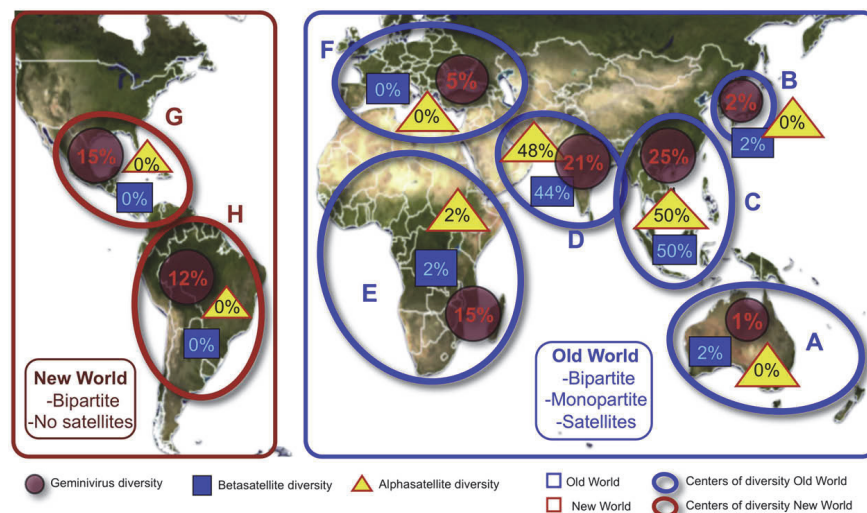 G
15%
0%
0%
H
12%
0%
0%
New World
-Bipartite
-No satellites
F
0%
5%
0%
B
2%
0%
2%
48%
21%
44%
D
25%
50%
50%
C
2%
2%
E
15%
1%
2%
0%
A
Old World
-Bipartite
-Monopartite
-Satellites
Geminivirus diversity
Betasatellite diversity
Alphasatellite diversity
Old World
New World
Centers of diversity Old World
Centers of diversity New World